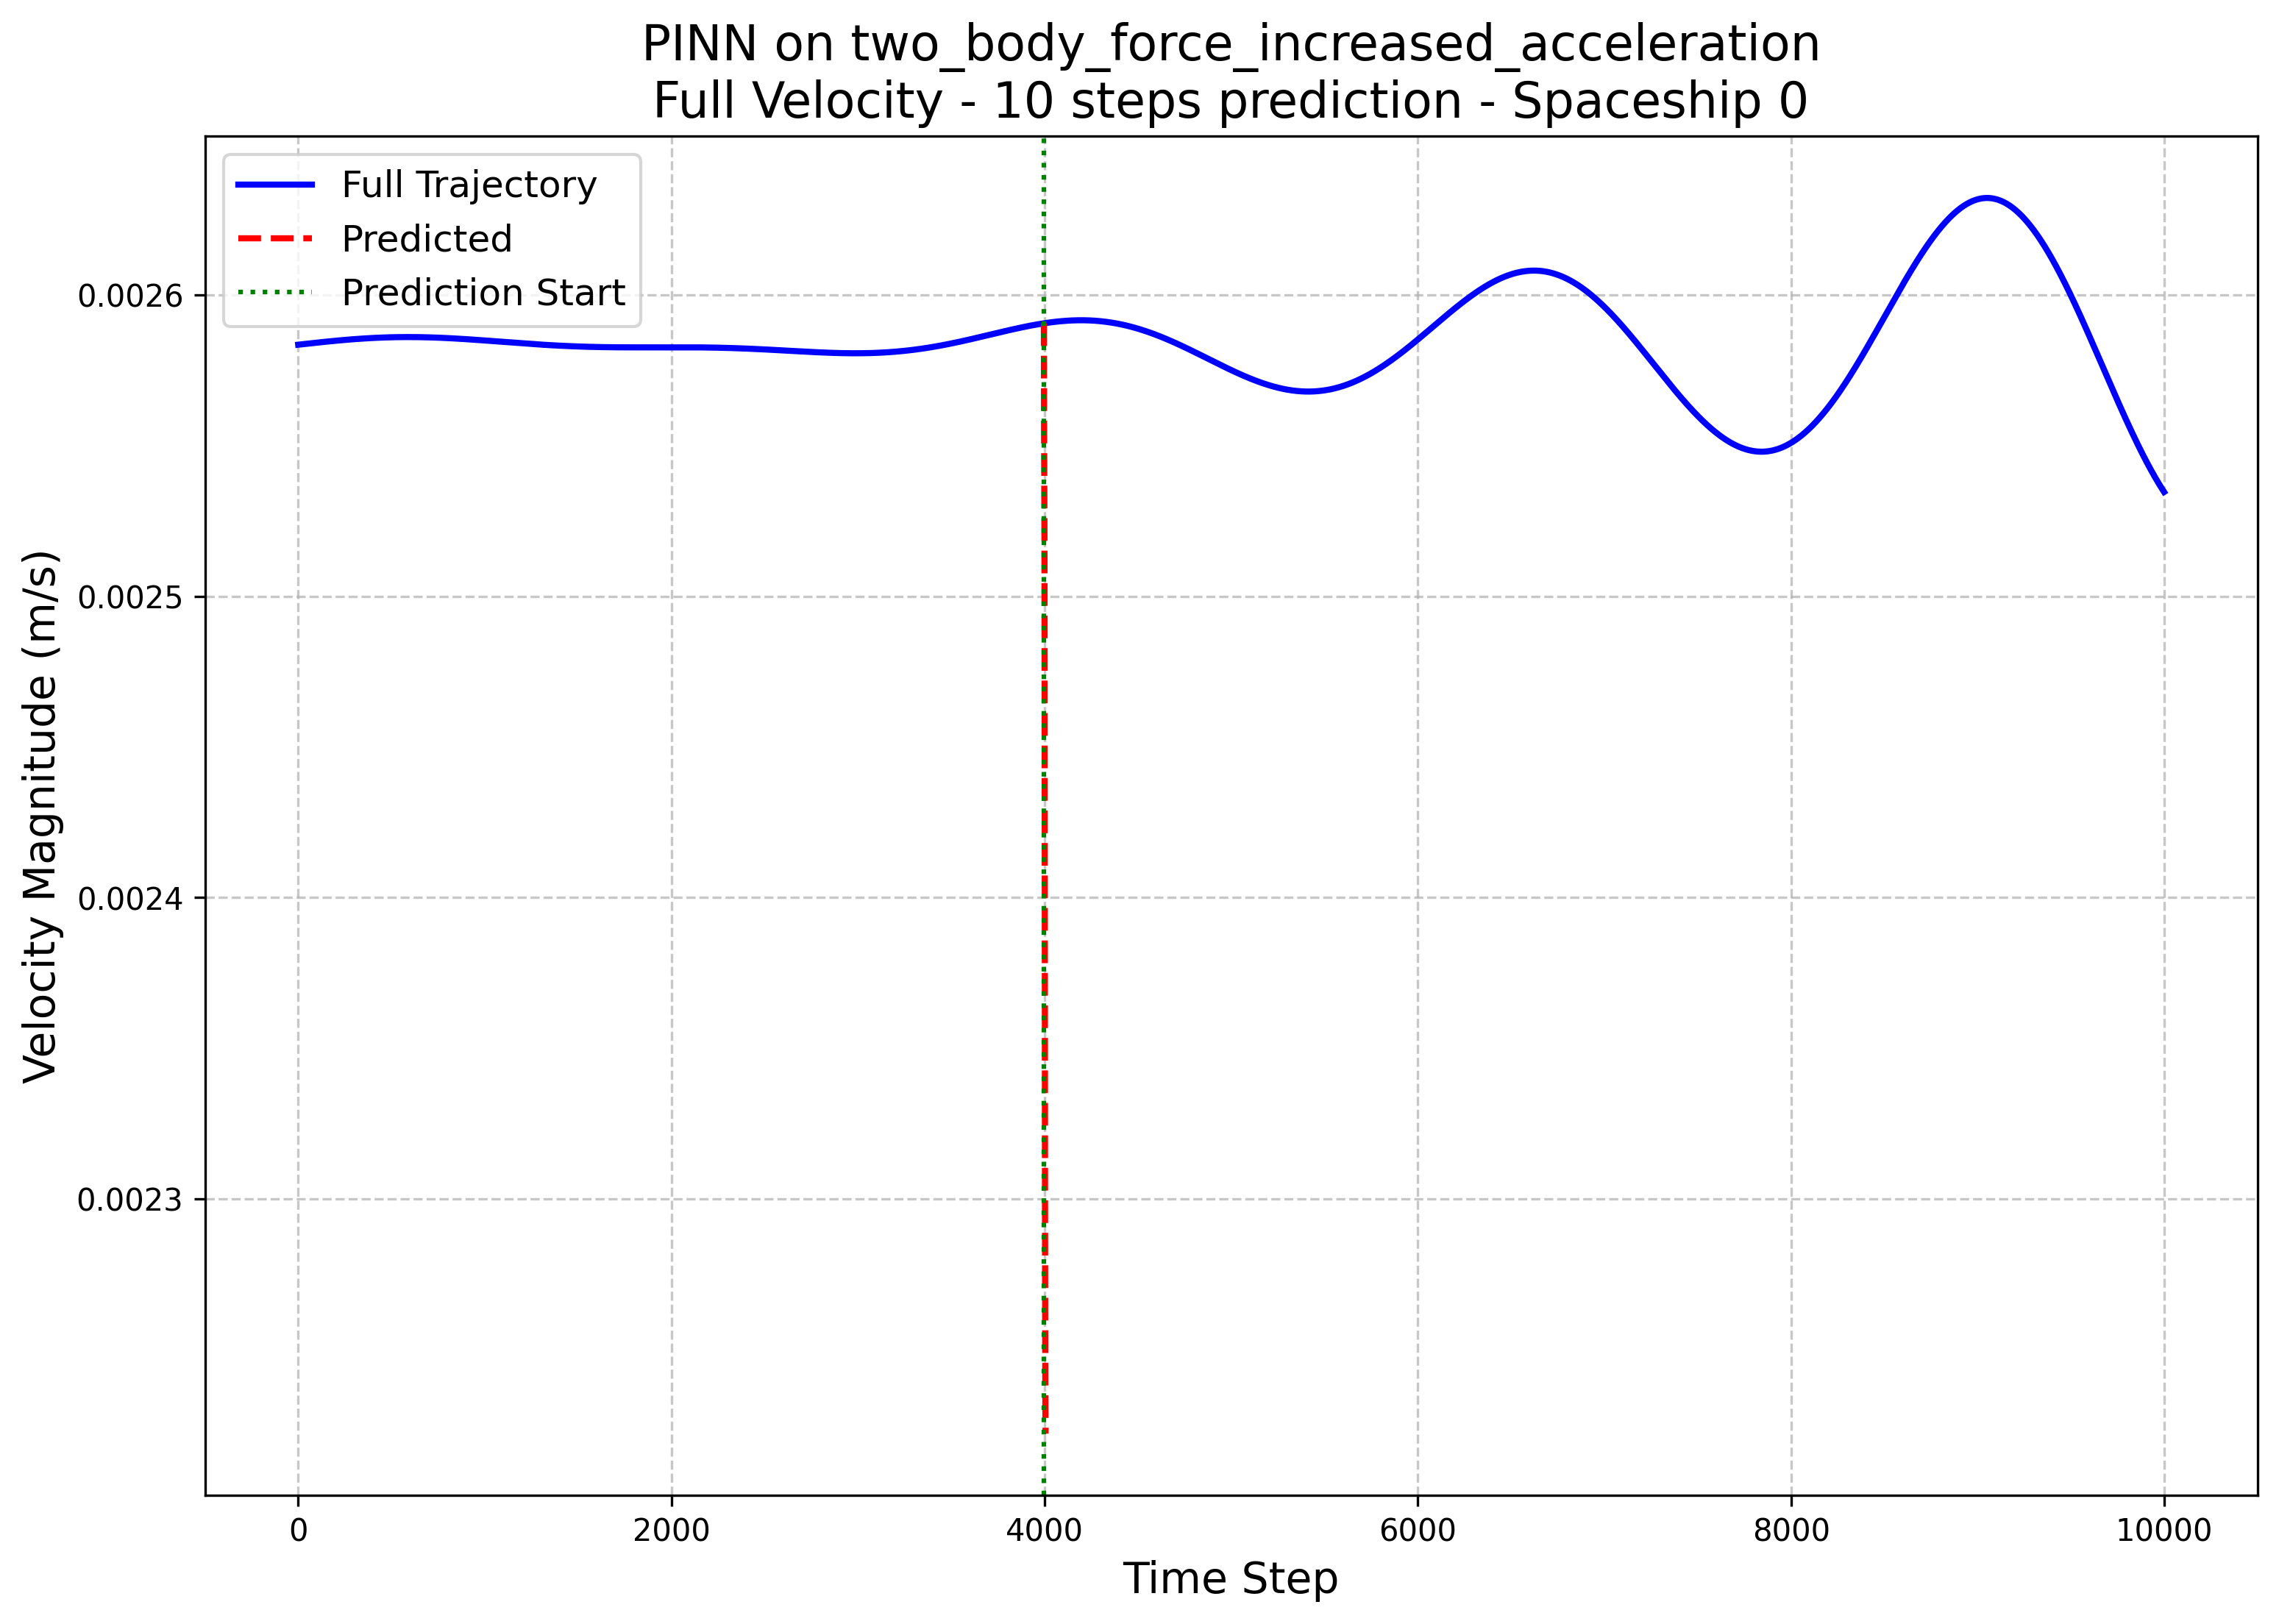 PINN on two_body_force_increased_acceleration
Full Velocity - 10 steps prediction - Spaceship 0
Full Trajectory
Predicted
Prediction Start
Velocity Magnitude (m/s)
0.0026
0.0025
0.0024
0.0023
0
2000
4000
6000
8000
10000
Time Step